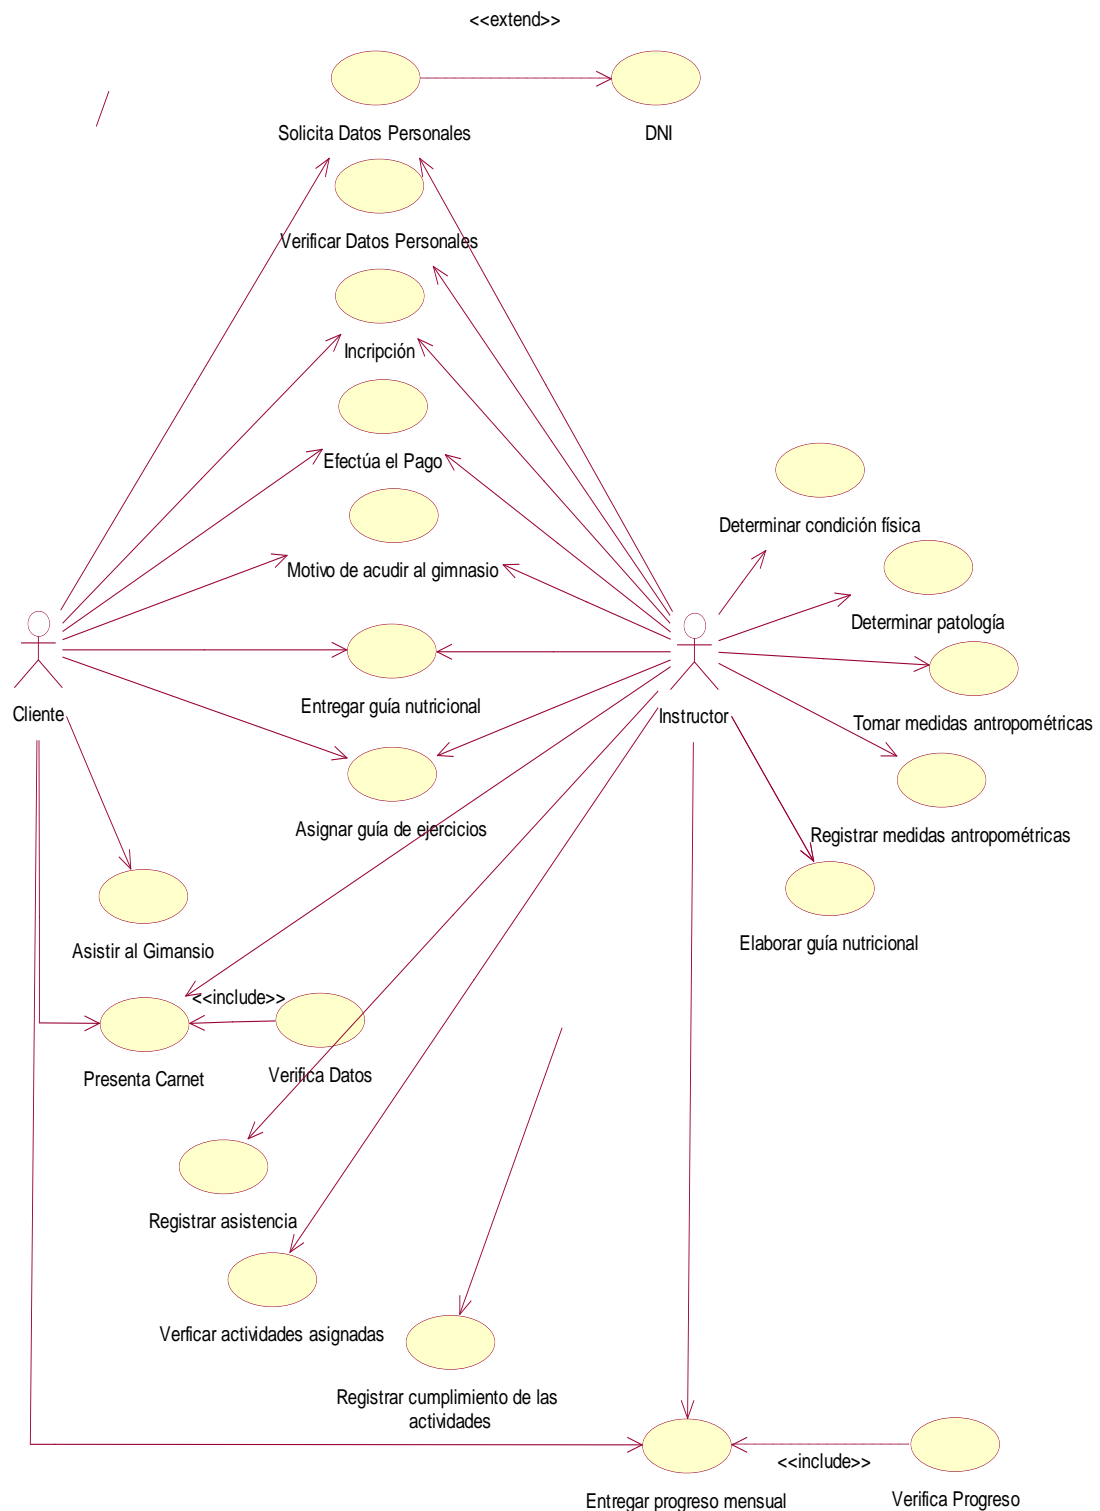 <<extend>>
Solicita Datos Personales
DNI
Verificar Datos Personales
Incripción
Efectúa el Pago
Determinar condición física
Motivo de acudir al gimnasio
Determinar patología
Entregar guía nutricional
Cliente
Instructor
Tomar medidas antropométricas
Asignar guía de ejercicios
Registrar medidas antropométricas
Asistir al Gimansio
Elaborar guía nutricional
<<include>>
Presenta Carnet
Verifica Datos
Registrar asistencia
Verficar actividades asignadas
Registrar cumplimiento de las
actividades
<<include>>
Entregar progreso mensual
Verifica Progreso